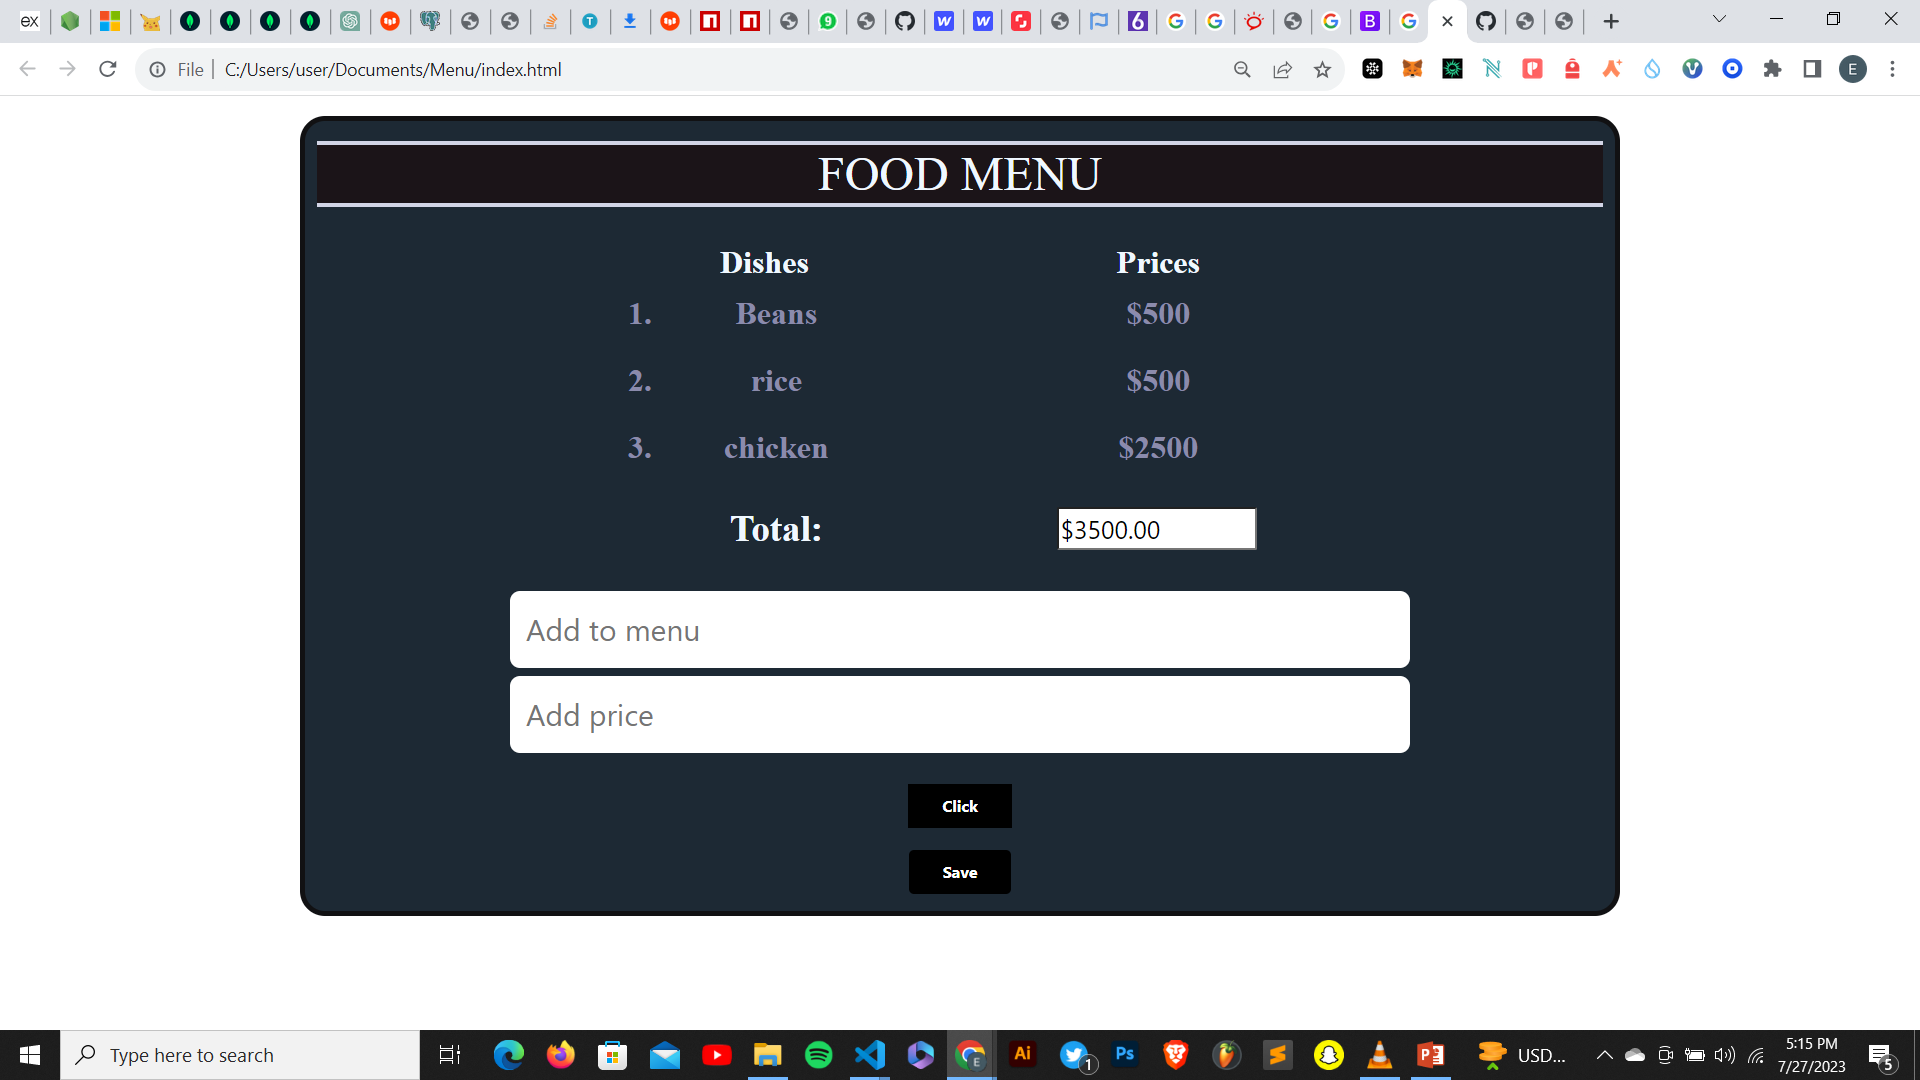 ex
File
C:/Users/user/Documents/Menu/index.html
E
FOOD MENU
Dishes Prices
1. Beans $500
2. rice $500
3. chicken $2500
Total: $3500.00
Add to menu
Add price
Click
Save
Type here to search
USD...
5:15 PM
7/27/2023
5